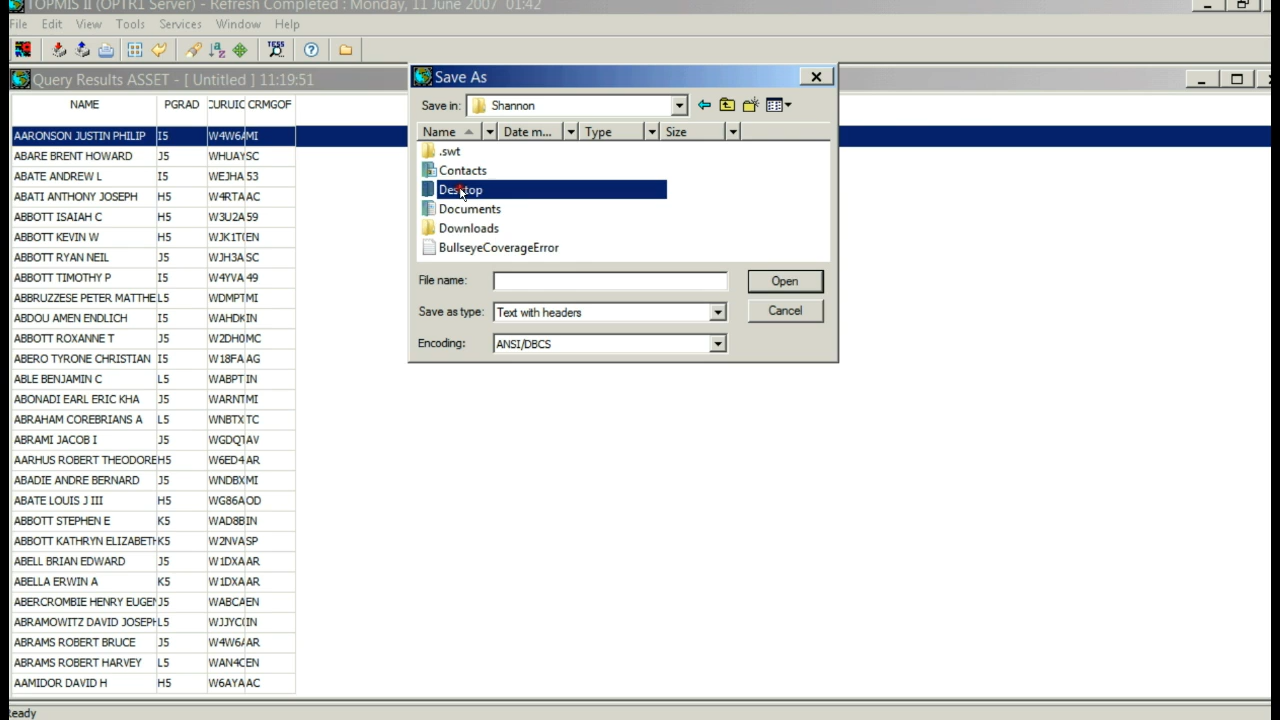 TOPMIS II (OPTR1 Server) - Refresh Completed : Monday, 11 June 2007 01:42
File Edit View Tools Services Window Help
TCSS
Query Results ASSET - [ Untitled ] 11:19:51
NAME PGRAD CURUIC CRMGOF
AARONSON JUSTIN PHILIP I5 W4W6A MI
ABARE BRENT HOWARD J5 WHUAY SC
ABATE ANDREW L I5 WEJHA 53
ABATI ANTHONY JOSEPH H5 W4RTA AC
ABBOTT ISAIAH C H5 W3U2A 59
ABBOTT KEVIN W H5 WJK1T EN
ABBOTT RYAN NEIL J5 WJH3A SC
ABBOTT TIMOTHY P I5 W4YVA 49
ABBRUZZESE PETER MATTHE L5 WDMPT MI
ABDOU AMEN ENDLICH I5 WAHDK IN
ABBOTT ROXANNE T J5 W2DH0 MC
ABERO TYRONE CHRISTIAN I5 W18FA AG
ABLE BENJAMIN C L5 WABPT IN
ABONADI EARL ERIC KHA J5 WARNT MI
ABRAHAM COREBRIANS A L5 WNBTX TC
ABRAMI JACOB I J5 WGDQT AV
AARHUS ROBERT THEODORE H5 W6ED4 AR
ABADIE ANDRE BERNARD J5 WNDBX MI
ABATE LOUIS J III H5 WG86A OD
ABBOTT STEPHEN E K5 WAD8B IN
ABBOTT KATHRYN ELIZABETH K5 W2NVA SP
ABELL BRIAN EDWARD J5 W1DXA AR
ABELLA ERWIN A K5 W1DXA AR
ABERCROMBIE HENRY EUGEN J5 WABCA EN
ABRAMOWITZ DAVID JOSEPH L5 WJJYC IN
ABRAMS ROBERT BRUCE J5 W4W6A AR
ABRAMS ROBERT HARVEY L5 WAN4C EN
AAMIDOR DAVID H H5 W6AYA AC
Save As
Save in: Shannon
Name Date m... Type Size
.swt
Contacts
Desktop
Documents
Downloads
BullseyeCoverageError
File name: Open
Save as type: Text with headers Cancel
Encoding: ANSI/DBCS
Ready